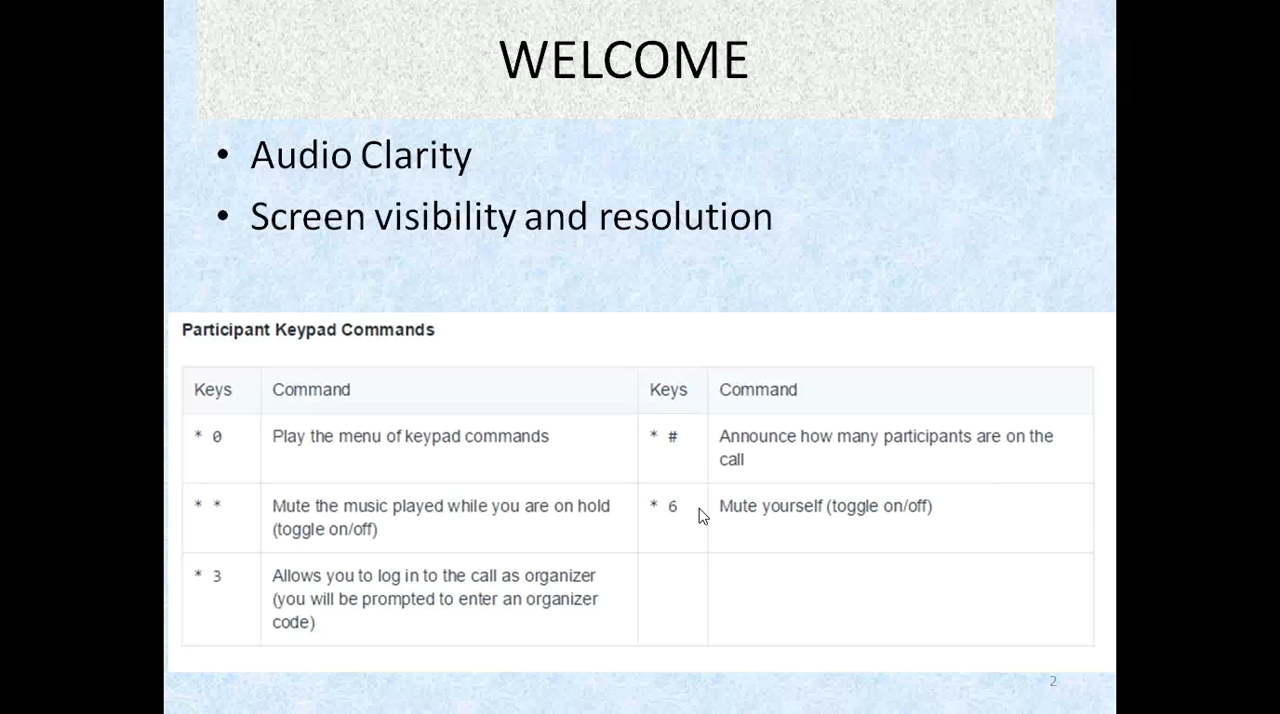 WELCOME
• Audio Clarity
• Screen visibility and resolution
Participant Keypad Commands
Keys Command Keys Command
* 0 Play the menu of keypad commands * # Announce how many participants are on the
call
* * Mute the music played while you are on hold * 6 Mute yourself (toggle on/off)
(toggle on/off)
* 3 Allows you to log in to the call as organizer
(you will be prompted to enter an organizer
code)
2